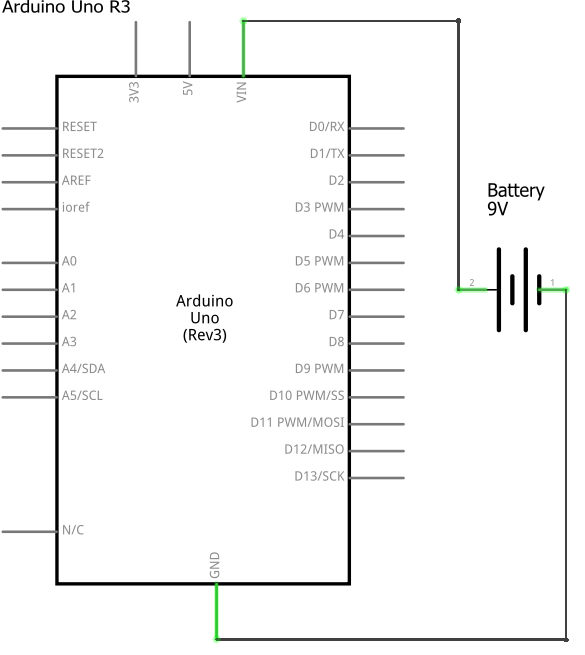 Arduino Uno R3
3V3
5V
VIN
RESET
RESET2
AREF
ioref
A0
A1
A2
A3
A4/SDA
A5/SCL
N/C
Arduino
Uno
(Rev3)
D0/RX
D1/TX
D2
D3 PWM
D4
D5 PWM
D6 PWM
D7
D8
D9 PWM
D10 PWM/SS
D11 PWM/MOSI
D12/MISO
D13/SCK
GND
Battery
9V
2
1